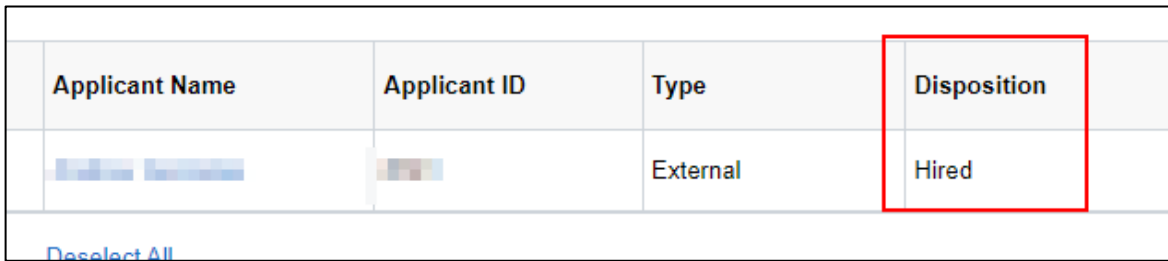 Applicant Name Applicant ID Type Disposition
External Hired
Deselect All